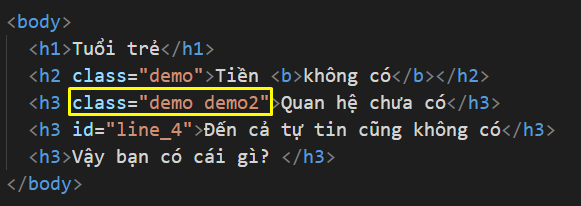 <body>
<h1>Tuổi trẻ</h1>
<h2 class="demo">Tiền <b>không có</b></h2>
<h3 class="demo demo2">Quan hệ chưa có</h3>
<h3 id="line_4">Đến cả tự tin cũng không có</h3>
<h3>Vậy bạn có cái gì? </h3>
</body>